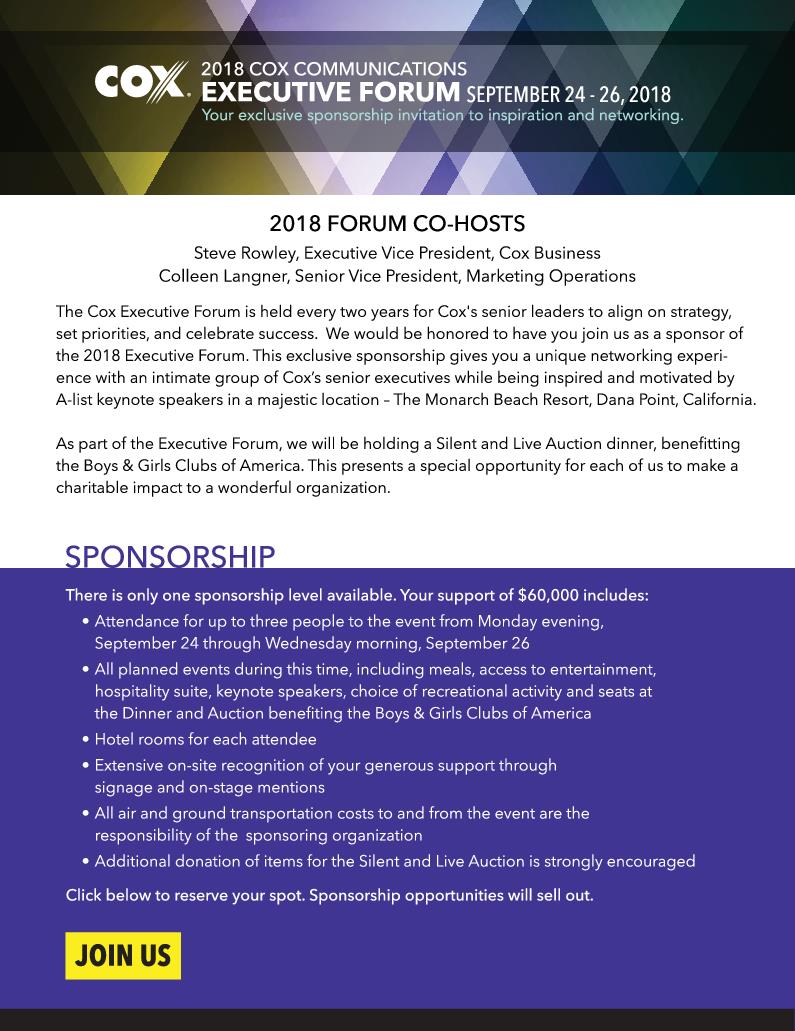 COX
2018 COX COMMUNICATIONS
EXECUTIVE FORUM SEPTEMBER 24 - 26, 2018
Your exclusive sponsorship invitation to inspiration and networking.
2018 FORUM CO-HOSTS
Steve Rowley, Executive Vice President, Cox Business
Colleen Langner, Senior Vice President, Marketing Operations
The Cox Executive Forum is held every two years for Cox's senior leaders to align on strategy,
set priorities, and celebrate success.  We would be honored to have you join us as a sponsor of
the 2018 Executive Forum. This exclusive sponsorship gives you a unique networking experi-
ence with an intimate group of Cox’s senior executives while being inspired and motivated by
A-list keynote speakers in a majestic location – The Monarch Beach Resort, Dana Point, California.
As part of the Executive Forum, we will be holding a Silent and Live Auction dinner, benefitting
the Boys & Girls Clubs of America. This presents a special opportunity for each of us to make a
charitable impact to a wonderful organization.
SPONSORSHIP
There is only one sponsorship level available. Your support of $60,000 includes:
• Attendance for up to three people to the event from Monday evening,
September 24 through Wednesday morning, September 26
• All planned events during this time, including meals, access to entertainment,
hospitality suite, keynote speakers, choice of recreational activity and seats at
the Dinner and Auction benefiting the Boys & Girls Clubs of America
• Hotel rooms for each attendee
• Extensive on-site recognition of your generous support through
signage and on-stage mentions
• All air and ground transportation costs to and from the event are the
responsibility of the  sponsoring organization
• Additional donation of items for the Silent and Live Auction is strongly encouraged
Click below to reserve your spot. Sponsorship opportunities will sell out.
JOIN US